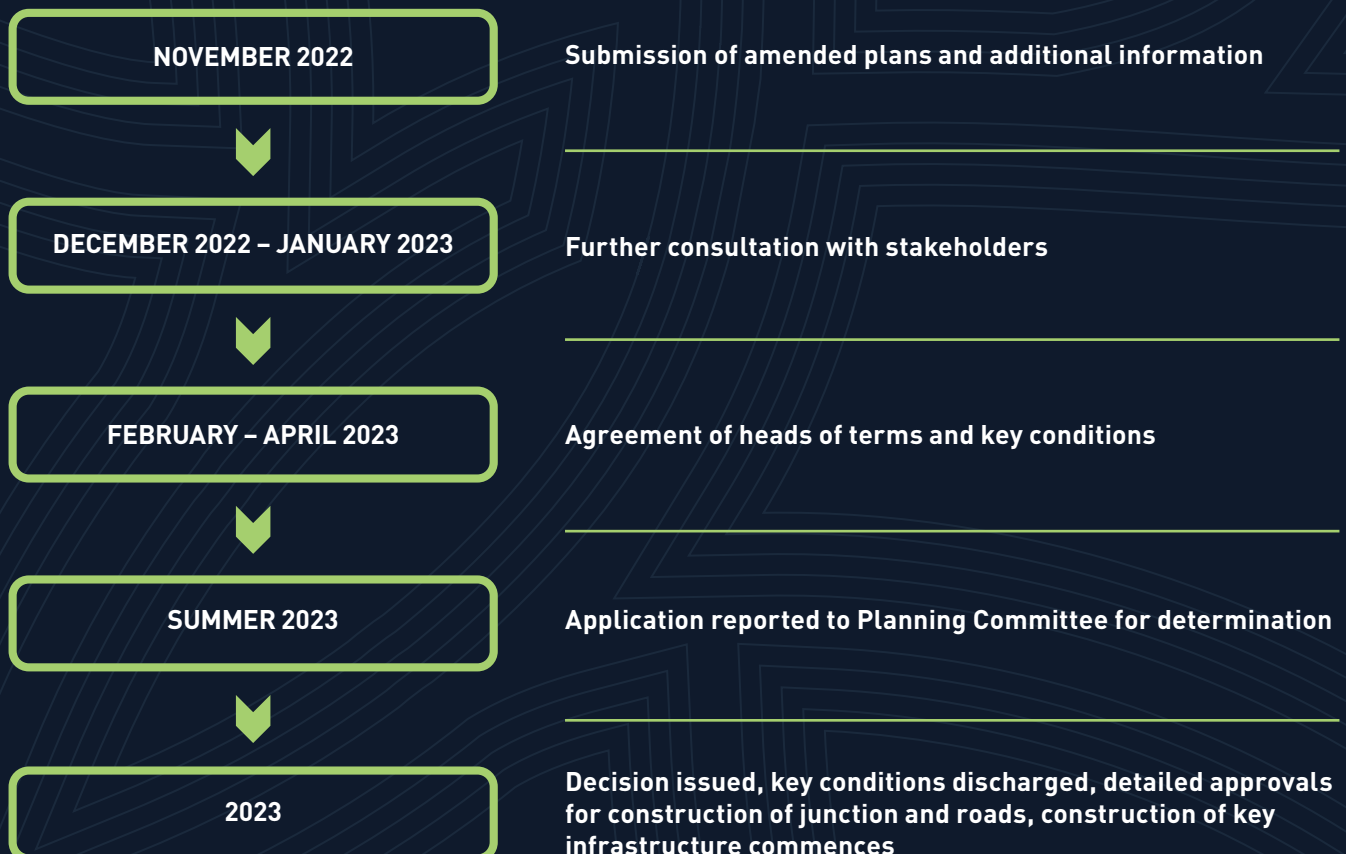 NOVEMBER 2022
Submission of amended plans and additional information
DECEMBER 2022 – JANUARY 2023
Further consultation with stakeholders
FEBRUARY – APRIL 2023
Agreement of heads of terms and key conditions
SUMMER 2023
Application reported to Planning Committee for determination
2023
Decision issued, key conditions discharged, detailed approvals
for construction of junction and roads, construction of key
infrastructure commences